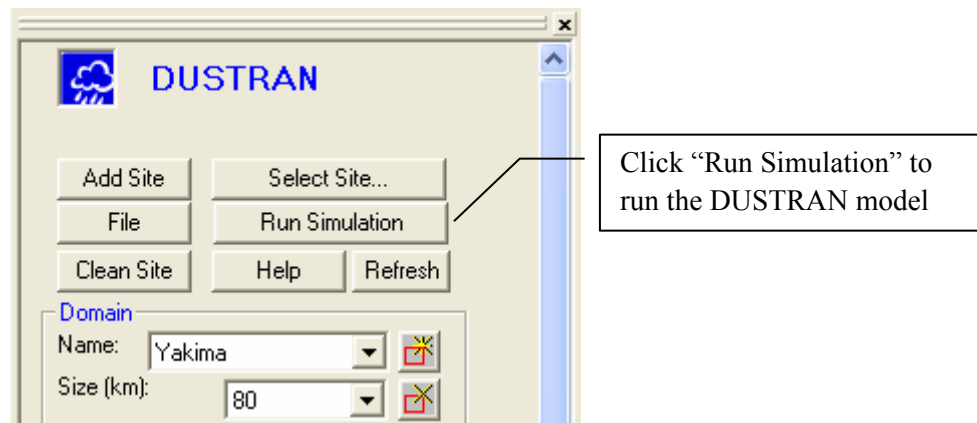 DUSTRAN
Add Site Select Site...
File Run Simulation
Clean Site Help Refresh
Domain
Name: Yakima
Size (km): 80
Click “Run Simulation” to
run the DUSTRAN model